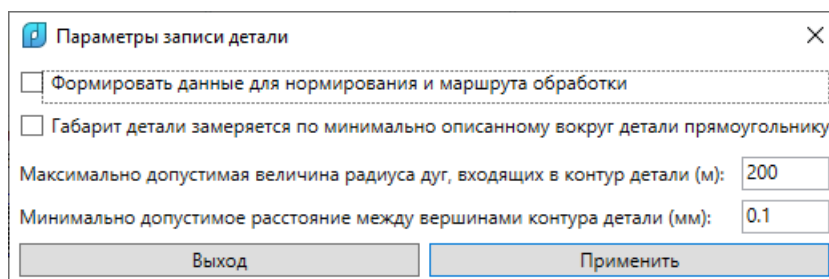 Параметры записи детали
Формировать данные для нормирования и маршрута обработки
Габарит детали замеряется по минимально описанному вокруг детали прямоугольнику
Максимально допустимая величина радиуса дуг, входящих в контур детали (м): 200
Минимально допустимое расстояние между вершинами контура детали (мм): 0.1
Выход Применить